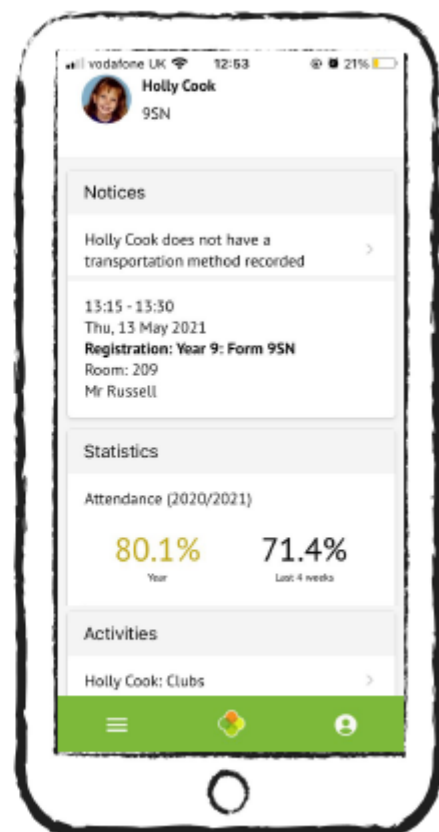 vodafone UK 12:53 21%
Holly Cook
9SN
Notices
Holly Cook does not have a
transportation method recorded
13:15 - 13:30
Thu, 13 May 2021
Registration: Year 9: Form 9SN
Room: 209
Mr Russell
Statistics
Attendance (2020/2021)
80.1% 71.4%
Year Last 4 weeks
Activities
Holly Cook: Clubs